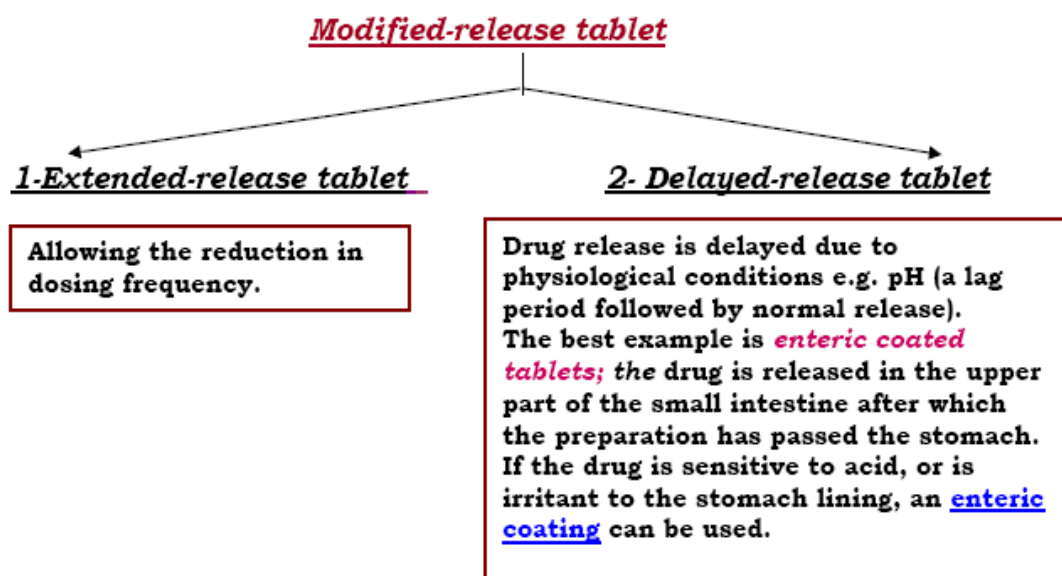 Modified-release tablet
1-Extended-release tablet
2- Delayed-release tablet
Allowing the reduction in
dosing frequency.
Drug release is delayed due to
physiological conditions e.g. pH (a lag
period followed by normal release).
The best example is enteric coated
tablets; the drug is released in the upper
part of the small intestine after which
the preparation has passed the stomach.
If the drug is sensitive to acid, or is
irritant to the stomach lining, an enteric
coating can be used.